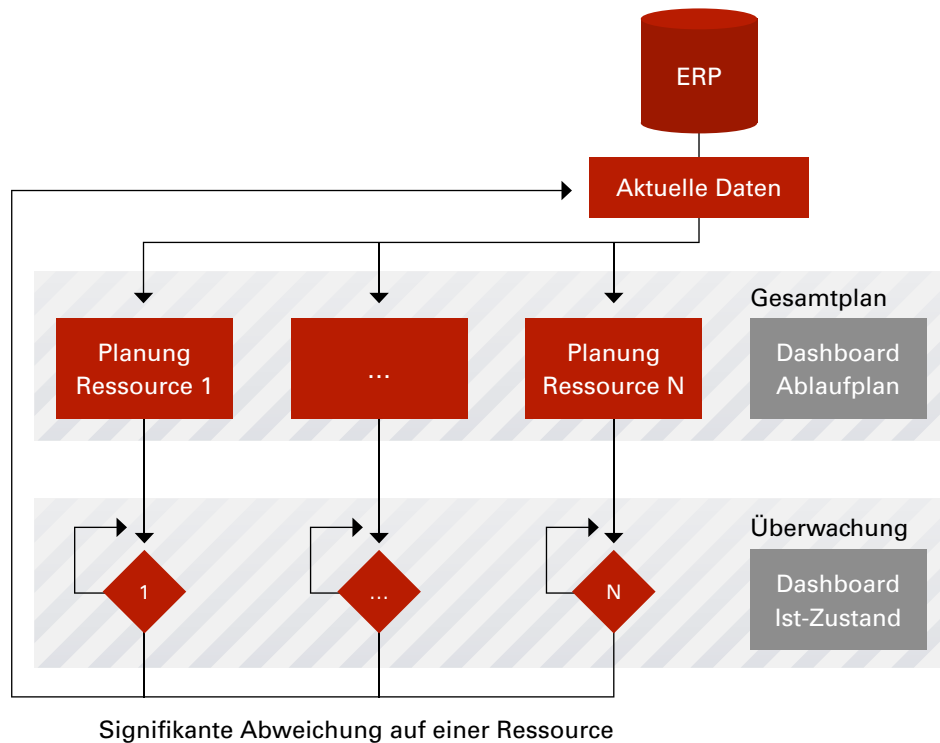 ERP
Aktuelle Daten
Gesamtplan
Planung
Ressource 1
...
Planung
Ressource N
Dashboard
Ablaufplan
Überwachung
1
...
N
Dashboard
Ist-Zustand
Signifikante Abweichung auf einer Ressource